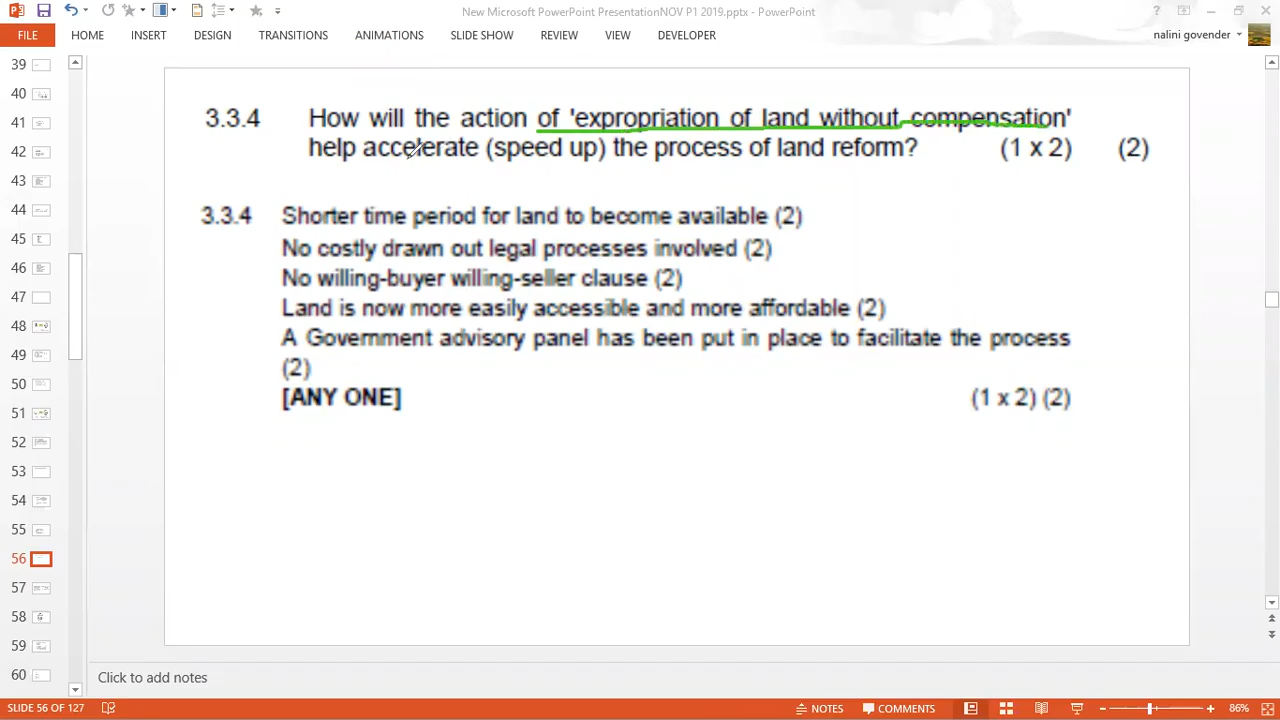 New Microsoft PowerPoint PresentationNOV P1 2019.pptx - PowerPoint
FILE HOME INSERT DESIGN TRANSITIONS ANIMATIONS SLIDE SHOW REVIEW VIEW DEVELOPER nalini govender
39
40
41
42
43
44
45
46
47
48
49
50
51
52
53
54
55
56
57
58
59
60
3.3.4 How will the action of 'expropriation of land without compensation'
help accelerate (speed up) the process of land reform? (1 x 2) (2)
3.3.4 Shorter time period for land to become available (2)
No costly drawn out legal processes involved (2)
No willing-buyer willing-seller clause (2)
Land is now more easily accessible and more affordable (2)
A Government advisory panel has been put in place to facilitate the process
(2)
[ANY ONE] (1 x 2) (2)
Click to add notes
SLIDE 56 OF 127 NOTES COMMENTS 86%